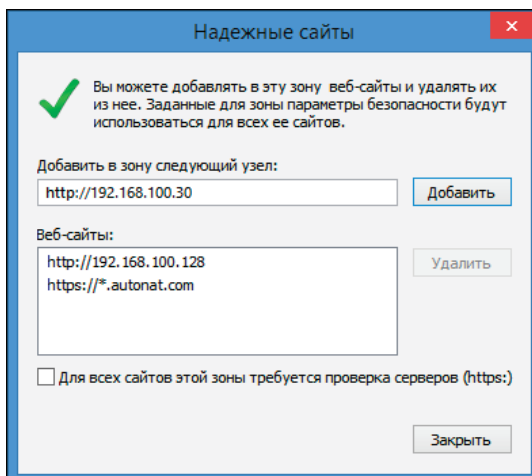 Надежные сайты
Вы можете добавлять в эту зону веб-сайты и удалять их
из нее. Заданные для зоны параметры безопасности будут
использоваться для всех ее сайтов.
Добавить в зону следующий узел:
http://192.168.100.30
Добавить
Веб-сайты:
http://192.168.100.128
https://*.autonat.com
Удалить
Для всех сайтов этой зоны требуется проверка серверов (https:)
Закрыть